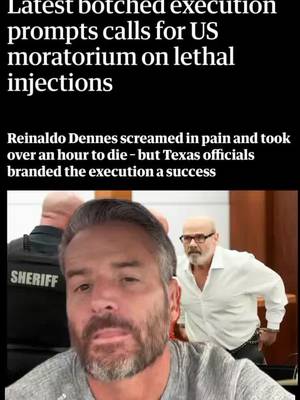 Latest botched execution
prompts calls for US
moratorium on lethal
injections
Reinaldo Dennes screamed in pain and took
over an hour to die – but Texas officials
branded the execution a success
SHERIFF